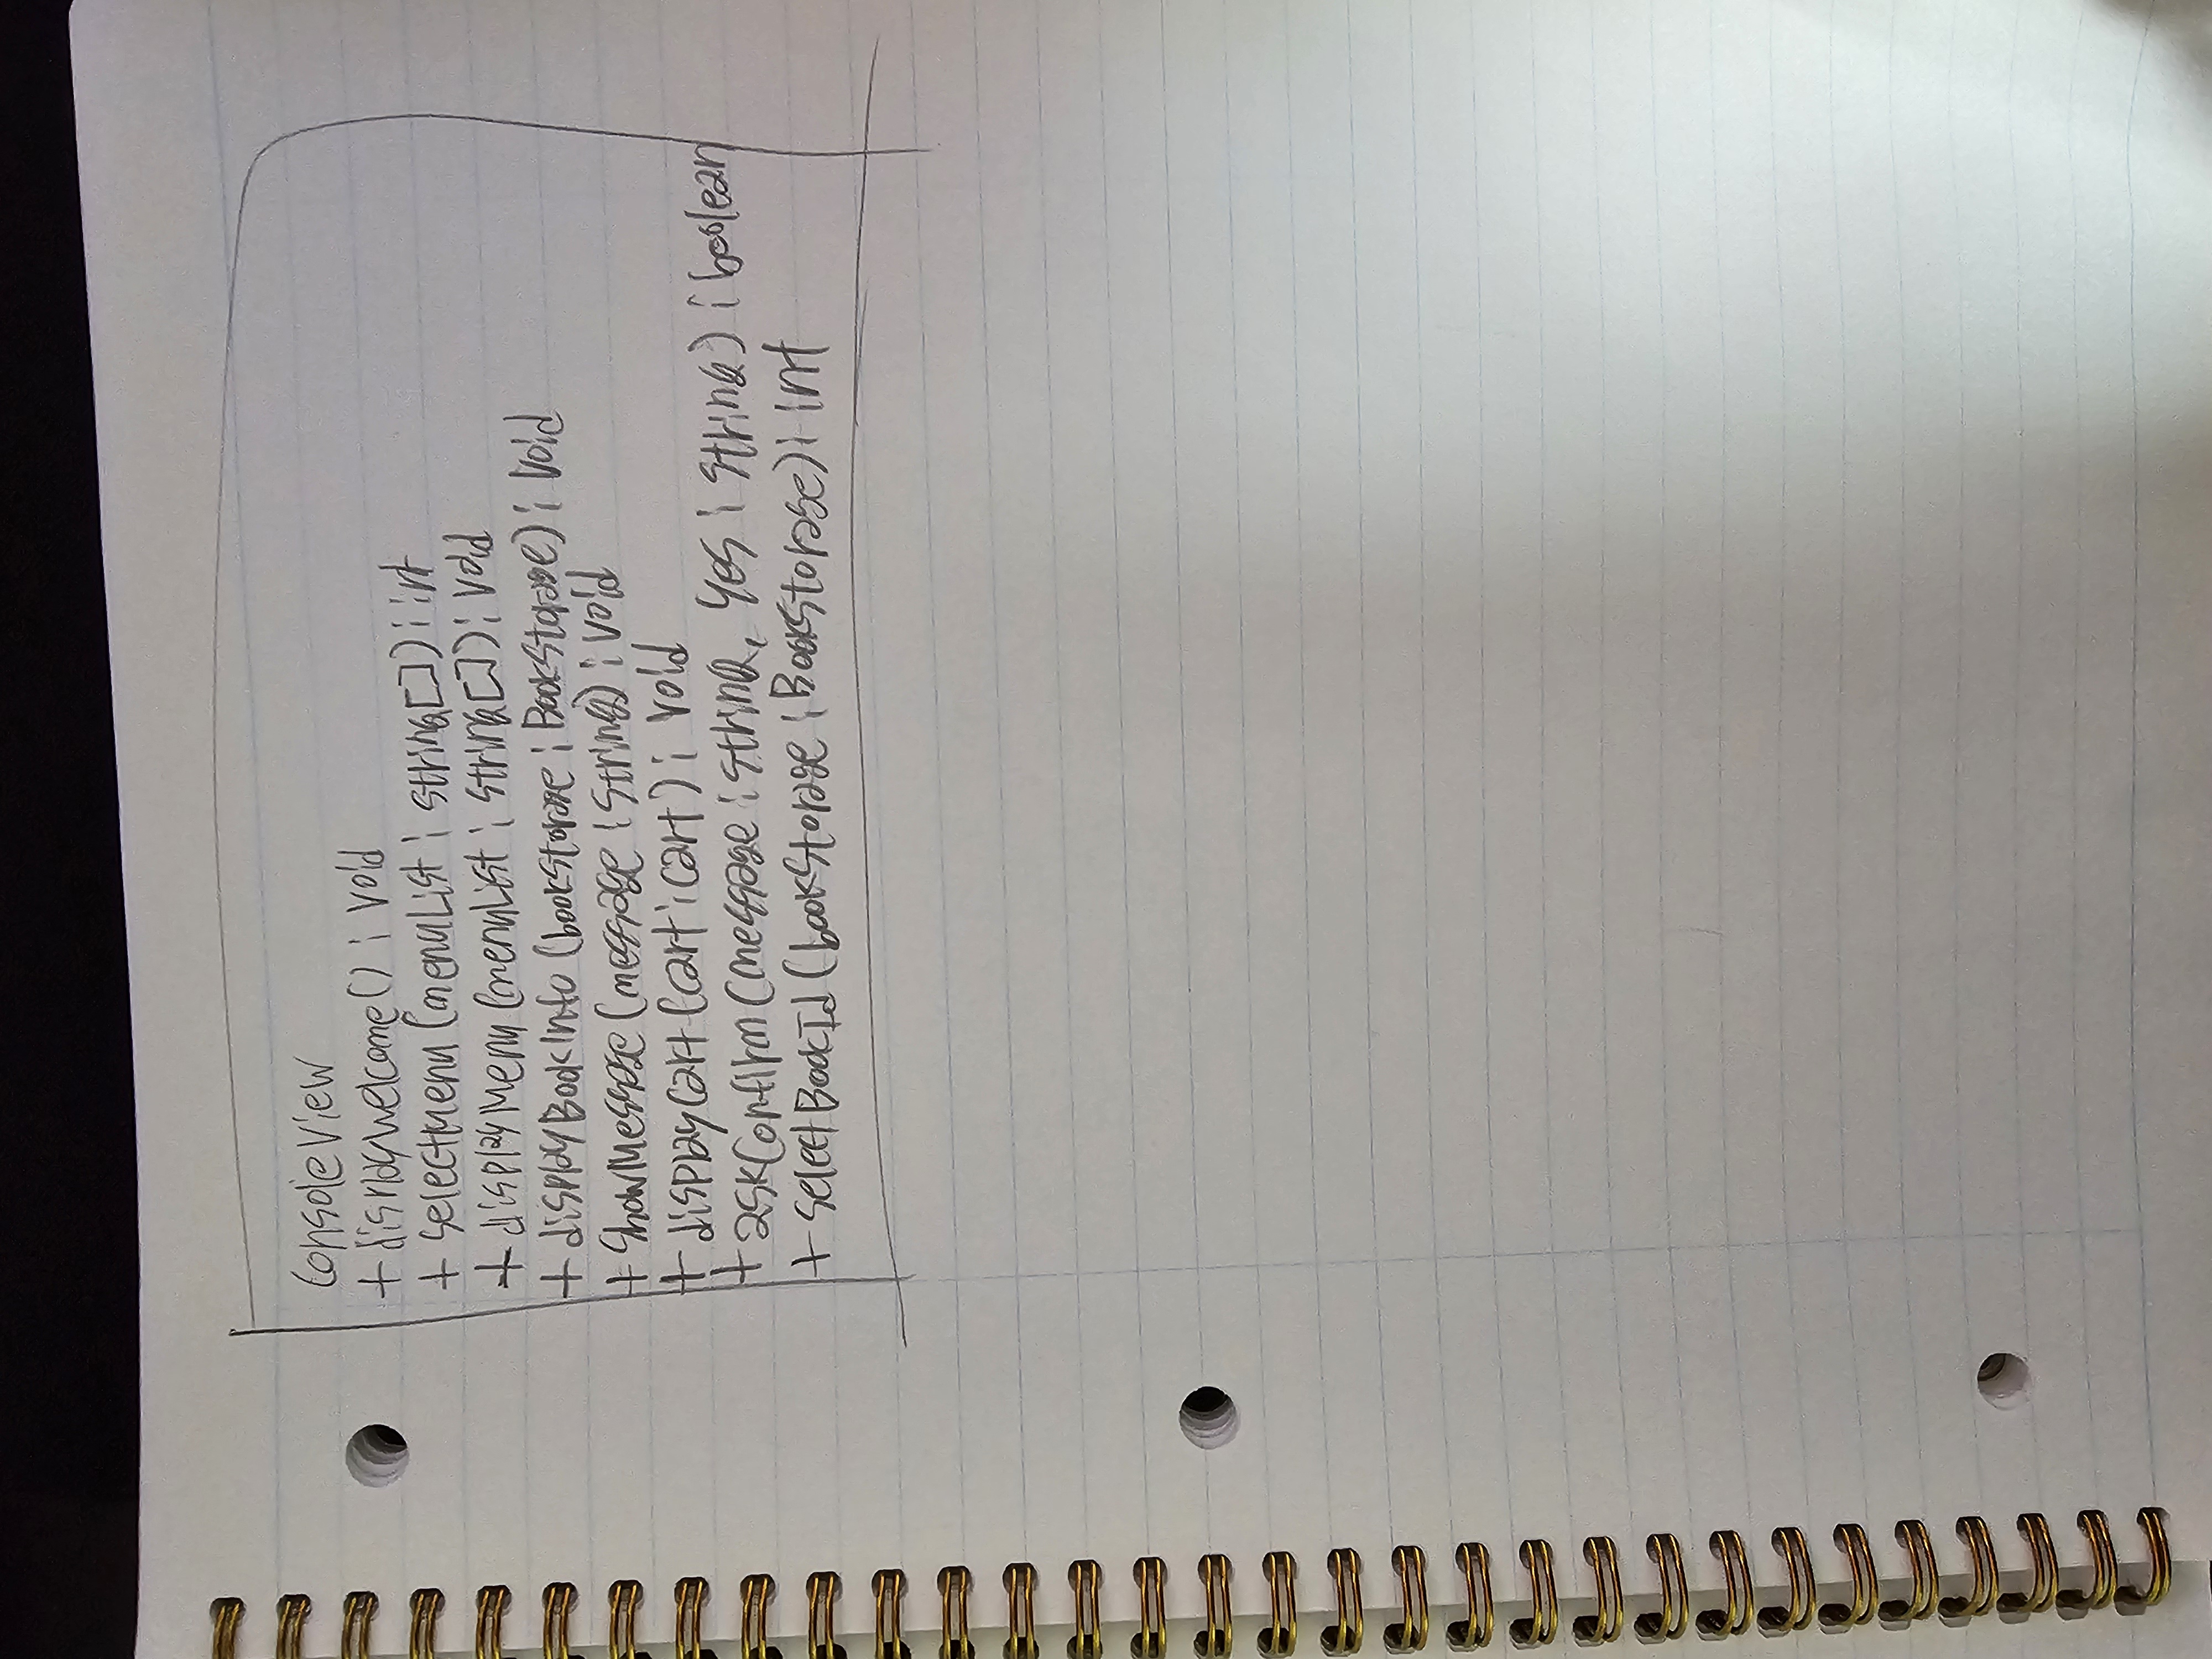 ConsoleView
+ displayWelcome() : void
+ selectMenu (menuList : string[]) : int
+ displayMenu (menuList : string[]) : void
+ displayBookInfo (bookStorage : BookStorage) : void
+ showMessage (message : String) : void
+ displayCart (cart : Cart) : void
+ askConfirm (message : string, yes : string) : boolean
+ selectBookId (bookStorage : BookStorage) : int